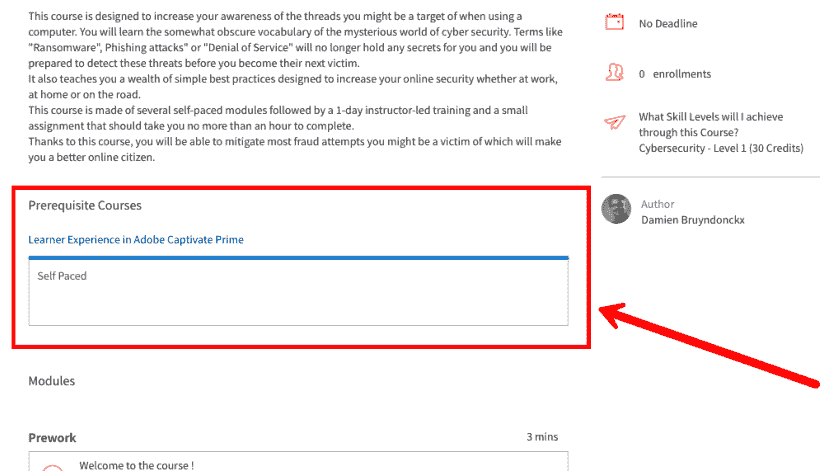 This course is designed to increase your awareness of the threads you might be a target of when using a
computer. You will learn the somewhat obscure vocabulary of the mysterious world of cyber security. Terms like
"Ransomware", Phishing attacks" or "Denial of Service" will no longer hold any secrets for you and you will be
prepared to detect these threats before you become their next victim.
It also teaches you a wealth of simple best practices designed to increase your online security whether at work,
at home or on the road.
This course is made of several self-paced modules followed by a 1-day instructor-led training and a small
assignment that should take you no more than an hour to complete.
Thanks to this course, you will be able to mitigate most fraud attempts you might be a victim of which will make
you a better online citizen.
No Deadline
0 enrollments
What Skill Levels will I achieve
through this Course?
Cybersecurity - Level 1 (30 Credits)
Author
Damien Bruyndonckx
Prerequisite Courses
Learner Experience in Adobe Captivate Prime
Self Paced
Modules
Prework
3 mins
Welcome to the course !